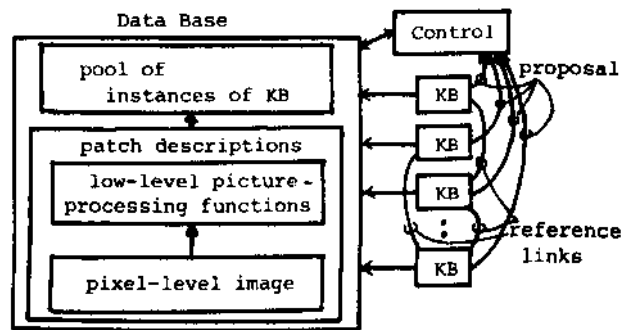 Data Base
Control
pool of
instances of KB
proposal
KB
patch descriptions
KB
low-level picture-
processing functions
KB
:
reference
links
pixel-level image
KB